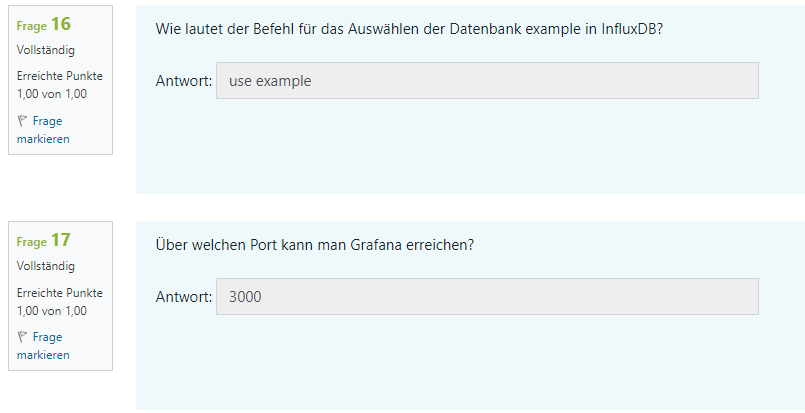 Frage 16
Vollständig
Erreichte Punkte
1,00 von 1,00
Frage
markieren
Wie lautet der Befehl für das Auswählen der Datenbank example in InfluxDB?
Antwort: use example
Frage 17
Vollständig
Erreichte Punkte
1,00 von 1,00
Frage
markieren
Über welchen Port kann man Grafana erreichen?
Antwort: 3000